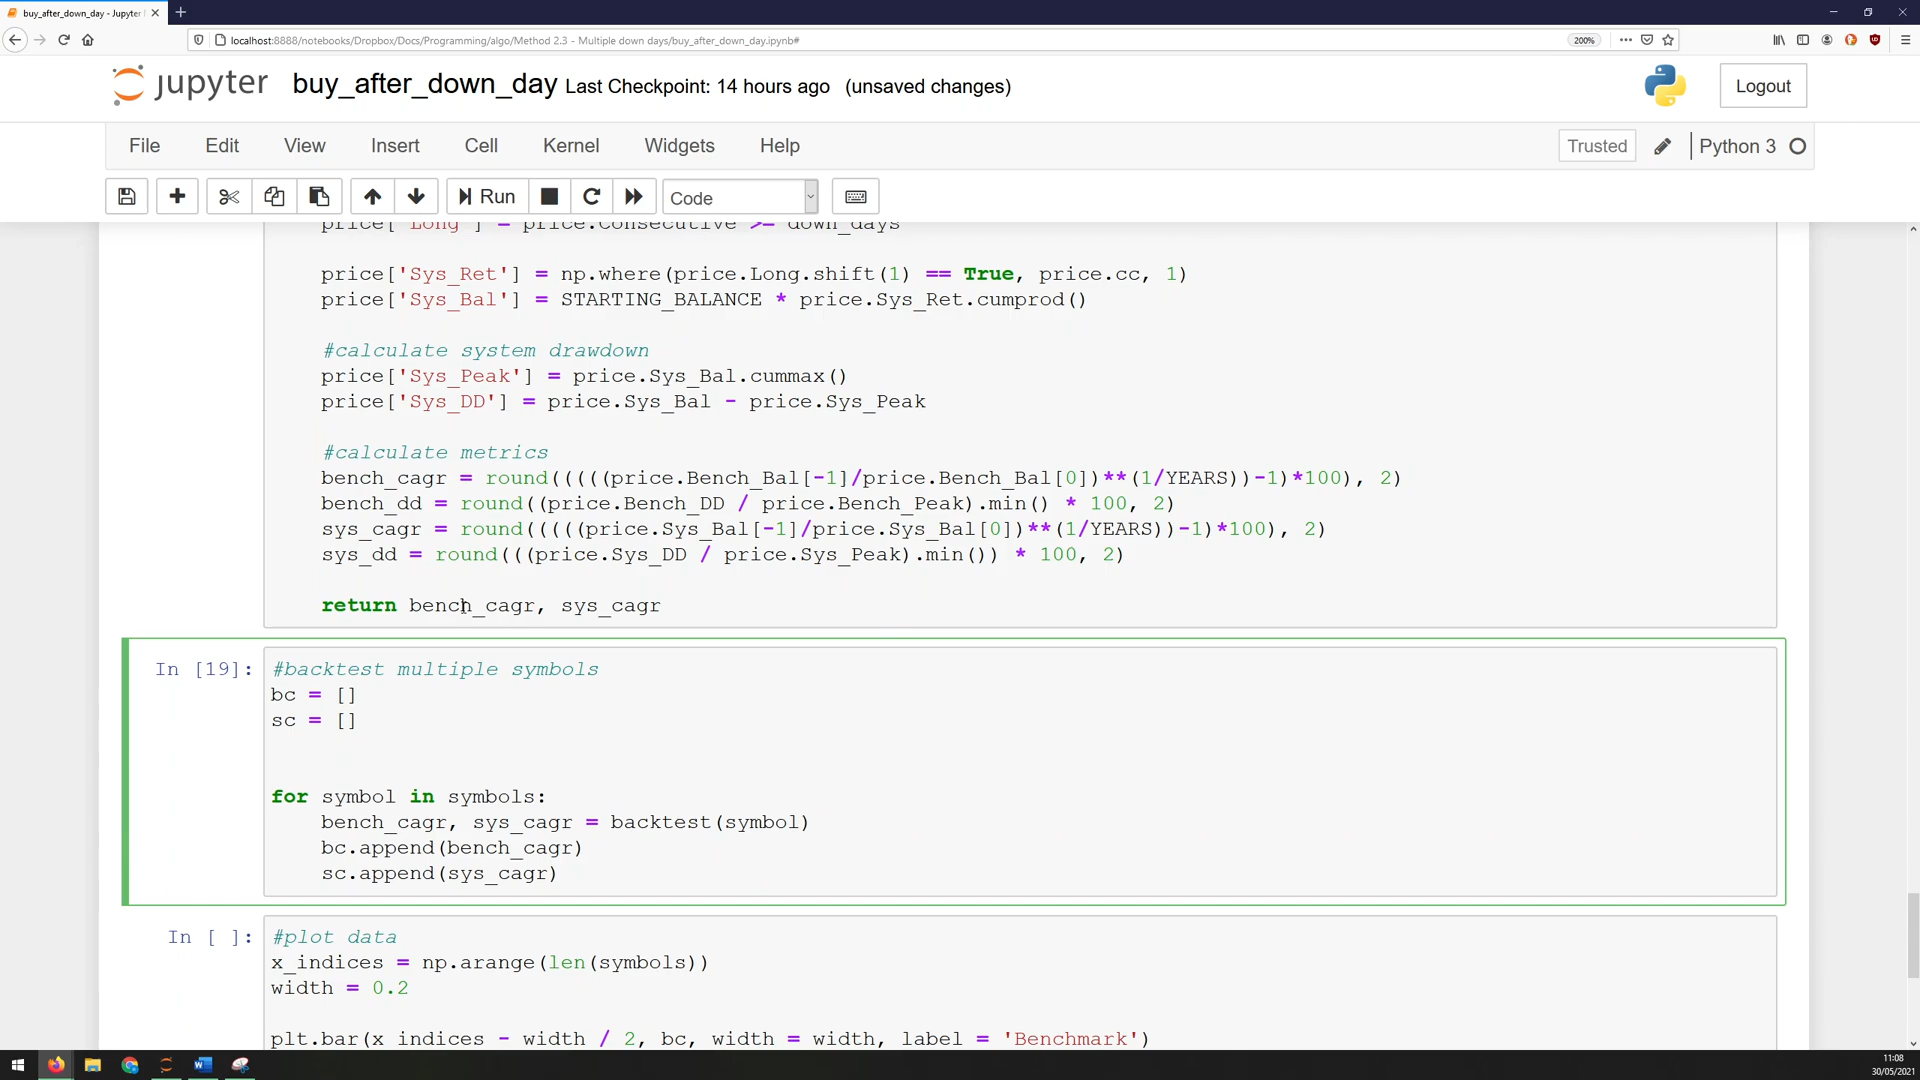 buy_after_down_day - Jupyter
localhost:8888/notebooks/Dropbox/Docs/Programming/algo/Method 2.3 - Multiple down days/buy_after_down_day.ipynb#
200%
jupyter buy_after_down_day Last Checkpoint: 14 hours ago (unsaved changes)
Logout
File Edit View Insert Cell Kernel Widgets Help
Trusted
Python 3
Run
Code
price['Long'] = price.Consecutive >= down_days
price['Sys_Ret'] = np.where(price.Long.shift(1) == True, price.cc, 1)
price['Sys_Bal'] = STARTING_BALANCE * price.Sys_Ret.cumprod()
#calculate system drawdown
price['Sys_Peak'] = price.Sys_Bal.cummax()
price['Sys_DD'] = price.Sys_Bal - price.Sys_Peak
#calculate metrics
bench_cagr = round(((((price.Bench_Bal[-1]/price.Bench_Bal[0])**(1/YEARS))-1)*100), 2)
bench_dd = round((price.Bench_DD / price.Bench_Peak).min() * 100, 2)
sys_cagr = round(((((price.Sys_Bal[-1]/price.Sys_Bal[0])**(1/YEARS))-1)*100), 2)
sys_dd = round(((price.Sys_DD / price.Sys_Peak).min()) * 100, 2)
return bench_cagr, sys_cagr
In [19]:
#backtest multiple symbols
bc = []
sc = []
for symbol in symbols:
bench_cagr, sys_cagr = backtest(symbol)
bc.append(bench_cagr)
sc.append(sys_cagr)
In [ ]:
#plot data
x_indices = np.arange(len(symbols))
width = 0.2
plt.bar(x_indices - width / 2, bc, width = width, label = 'Benchmark')
11:08
30/05/2021